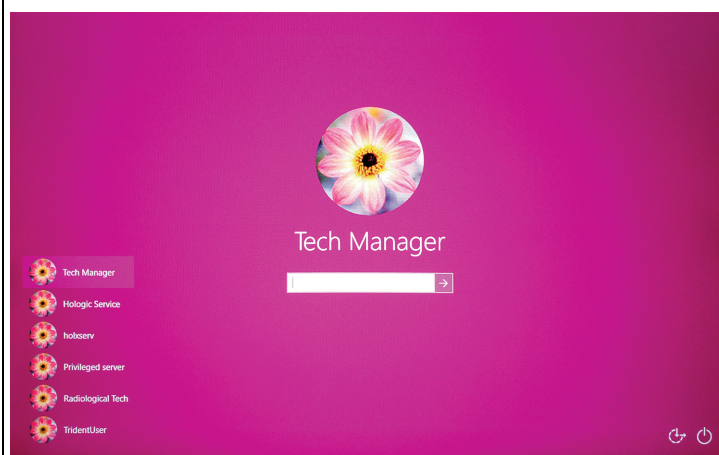 Tech Manager
Tech Manager
Hologic Service
holxserv
Privileged server
Radiological Tech
TridentUser